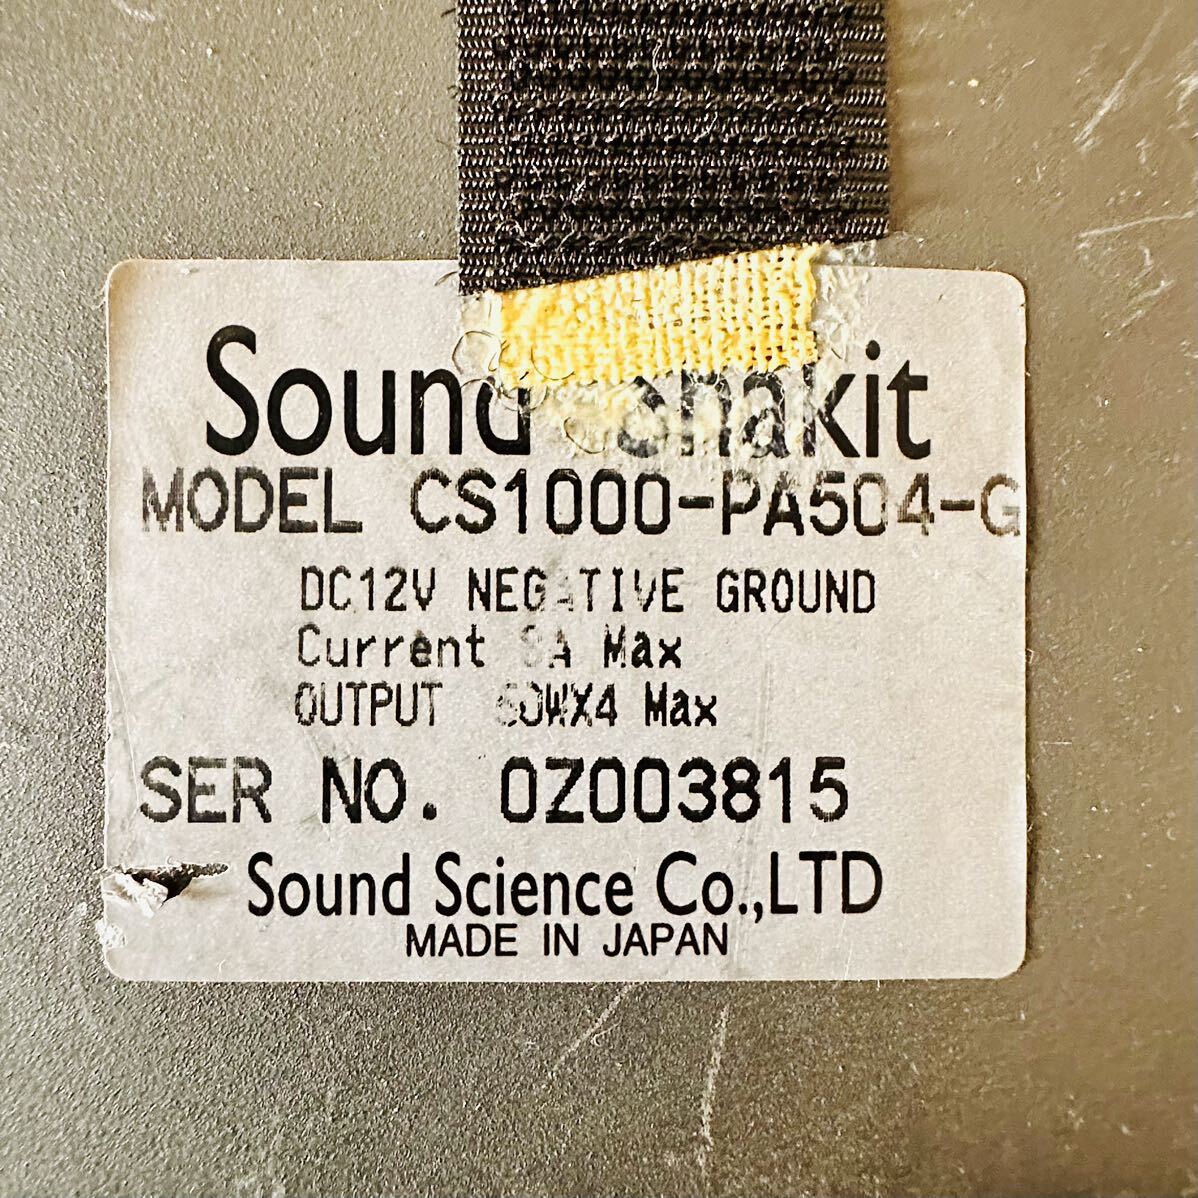 Sound
MODEL CS1000-PA504-G
DC12V NEGATIVE GROUND
Current Max
OUTPUT Max
SER NO. 0Z003815
Sound Science Co.,LTD
MADE IN JAPAN